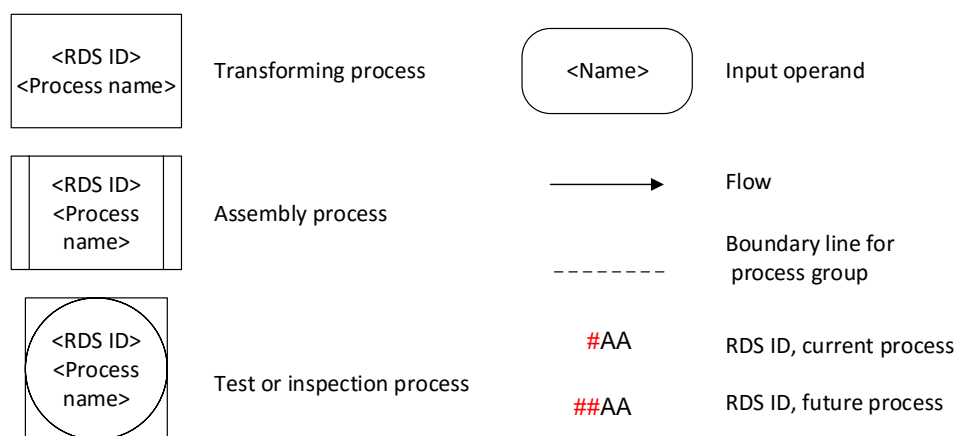 <RDS ID>
<Process name>
Transforming process
<Name>
Input operand
<RDS ID>
<Process
name>
Assembly process
Flow
Boundary line for
process group
<RDS ID>
<Process
name>
Test or inspection process
#AA
RDS ID, current process
##AA
RDS ID, future process